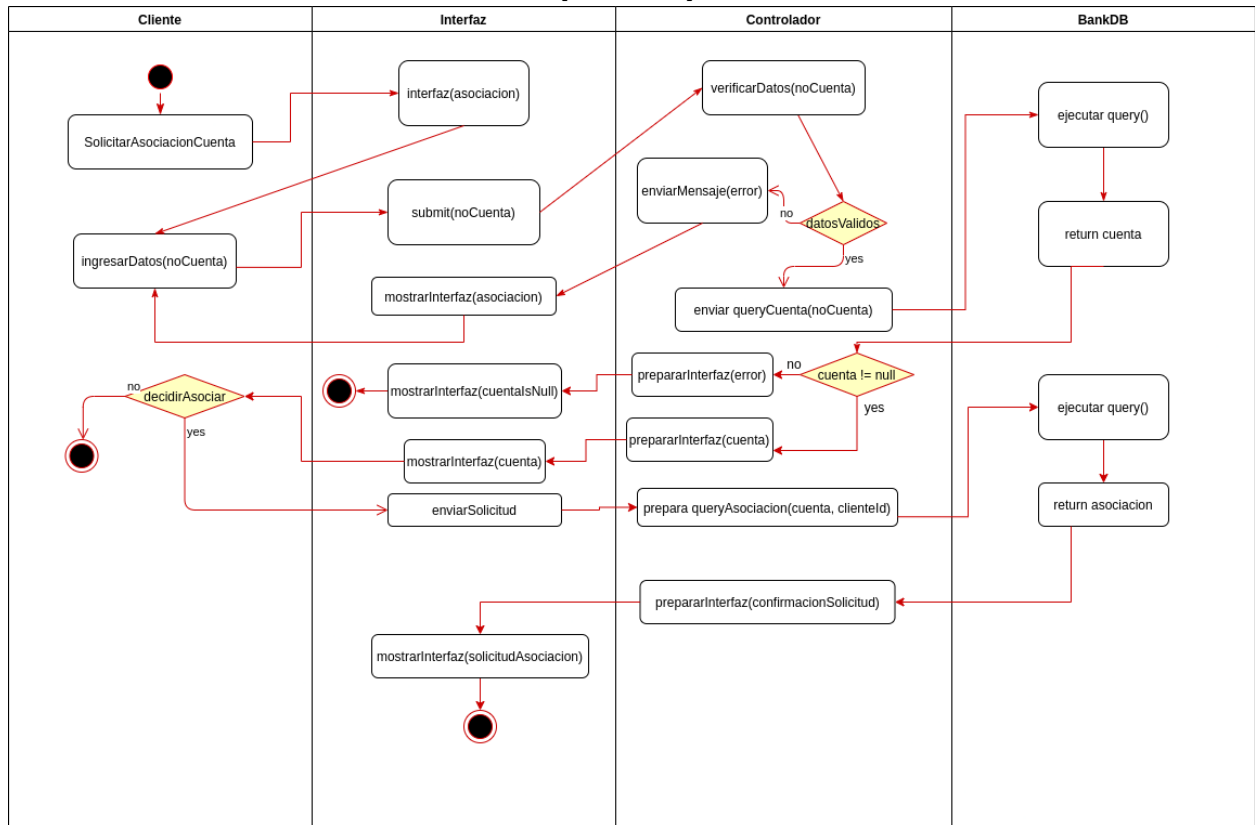 Cliente
Interfaz
Controlador
BankDB
interfaz(asociacion)
verificarDatos(noCuenta)
ejecutar query()
SolicitarAsociacionCuenta
enviarMensaje(error)
submit(noCuenta)
no
datosValidos
return cuenta
ingresarDatos(noCuenta)
yes
mostrarInterfaz(asociacion)
enviar queryCuenta(noCuenta)
no
decidirAsociar
mostrarInterfaz(cuentaIsNull)
prepararInterfaz(error)
no
cuenta != null
ejecutar query()
yes
yes
prepararInterfaz(cuenta)
mostrarInterfaz(cuenta)
enviarSolicitud
prepara queryAsociacion(cuenta, clienteId)
return asociacion
prepararInterfaz(confirmacionSolicitud)
mostrarInterfaz(solicitudAsociacion)